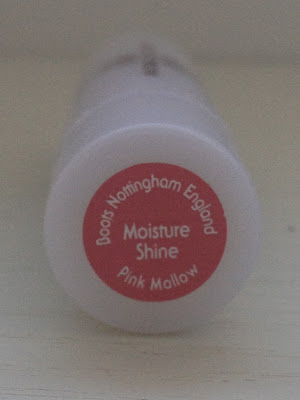 Boots Nottingham England
Moisture
Shine
Pink Mallow